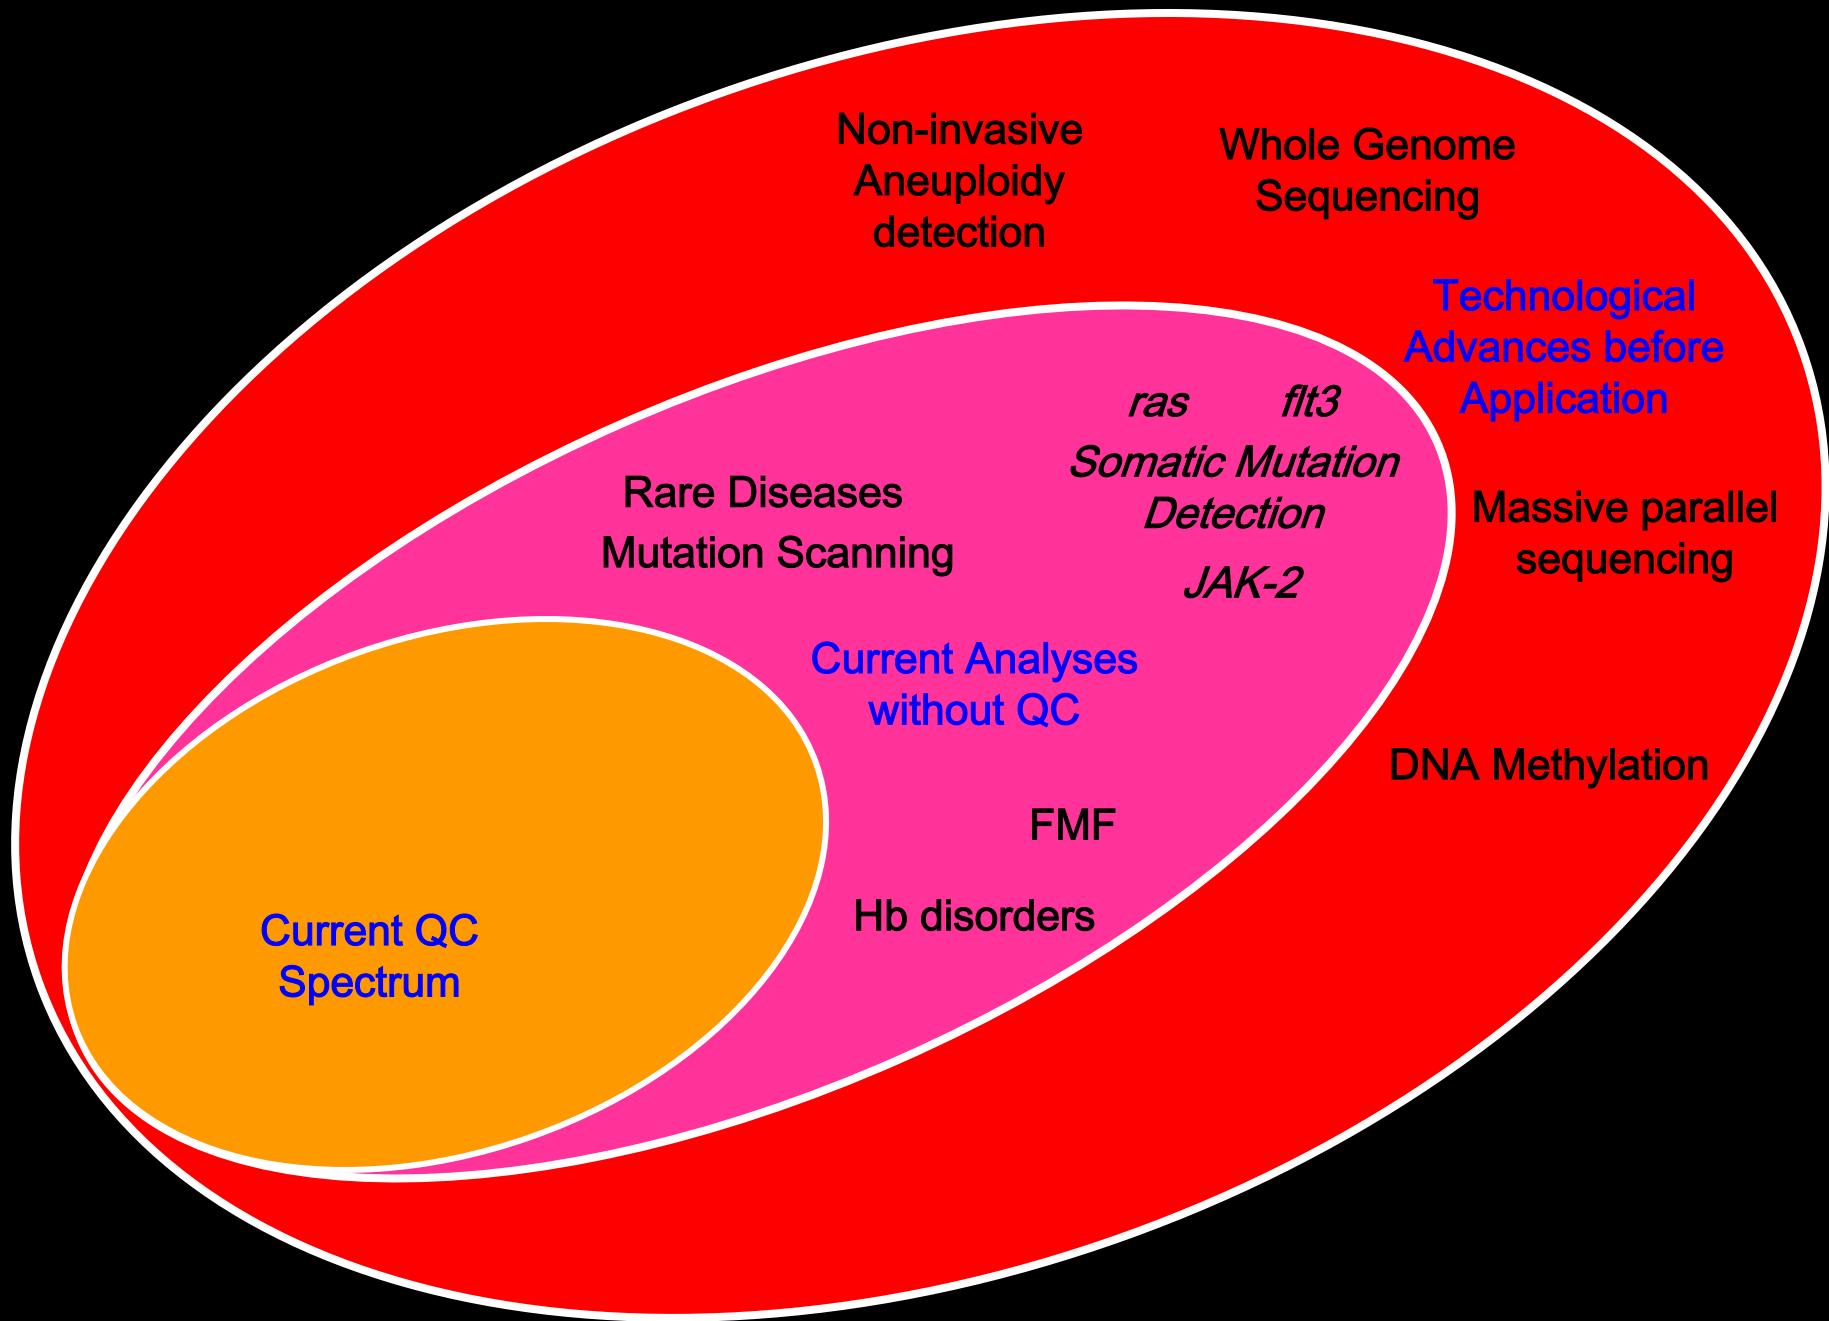 Non-invasive
Aneuploidy
detection
Whole Genome
Sequencing
Technological
Advances before
Application
ras flt3
Somatic Mutation
Detection
JAK-2
Rare Diseases
Mutation Scanning
Massive parallel
sequencing
Current Analyses
without QC
DNA Methylation
FMF
Hb disorders
Current QC
Spectrum